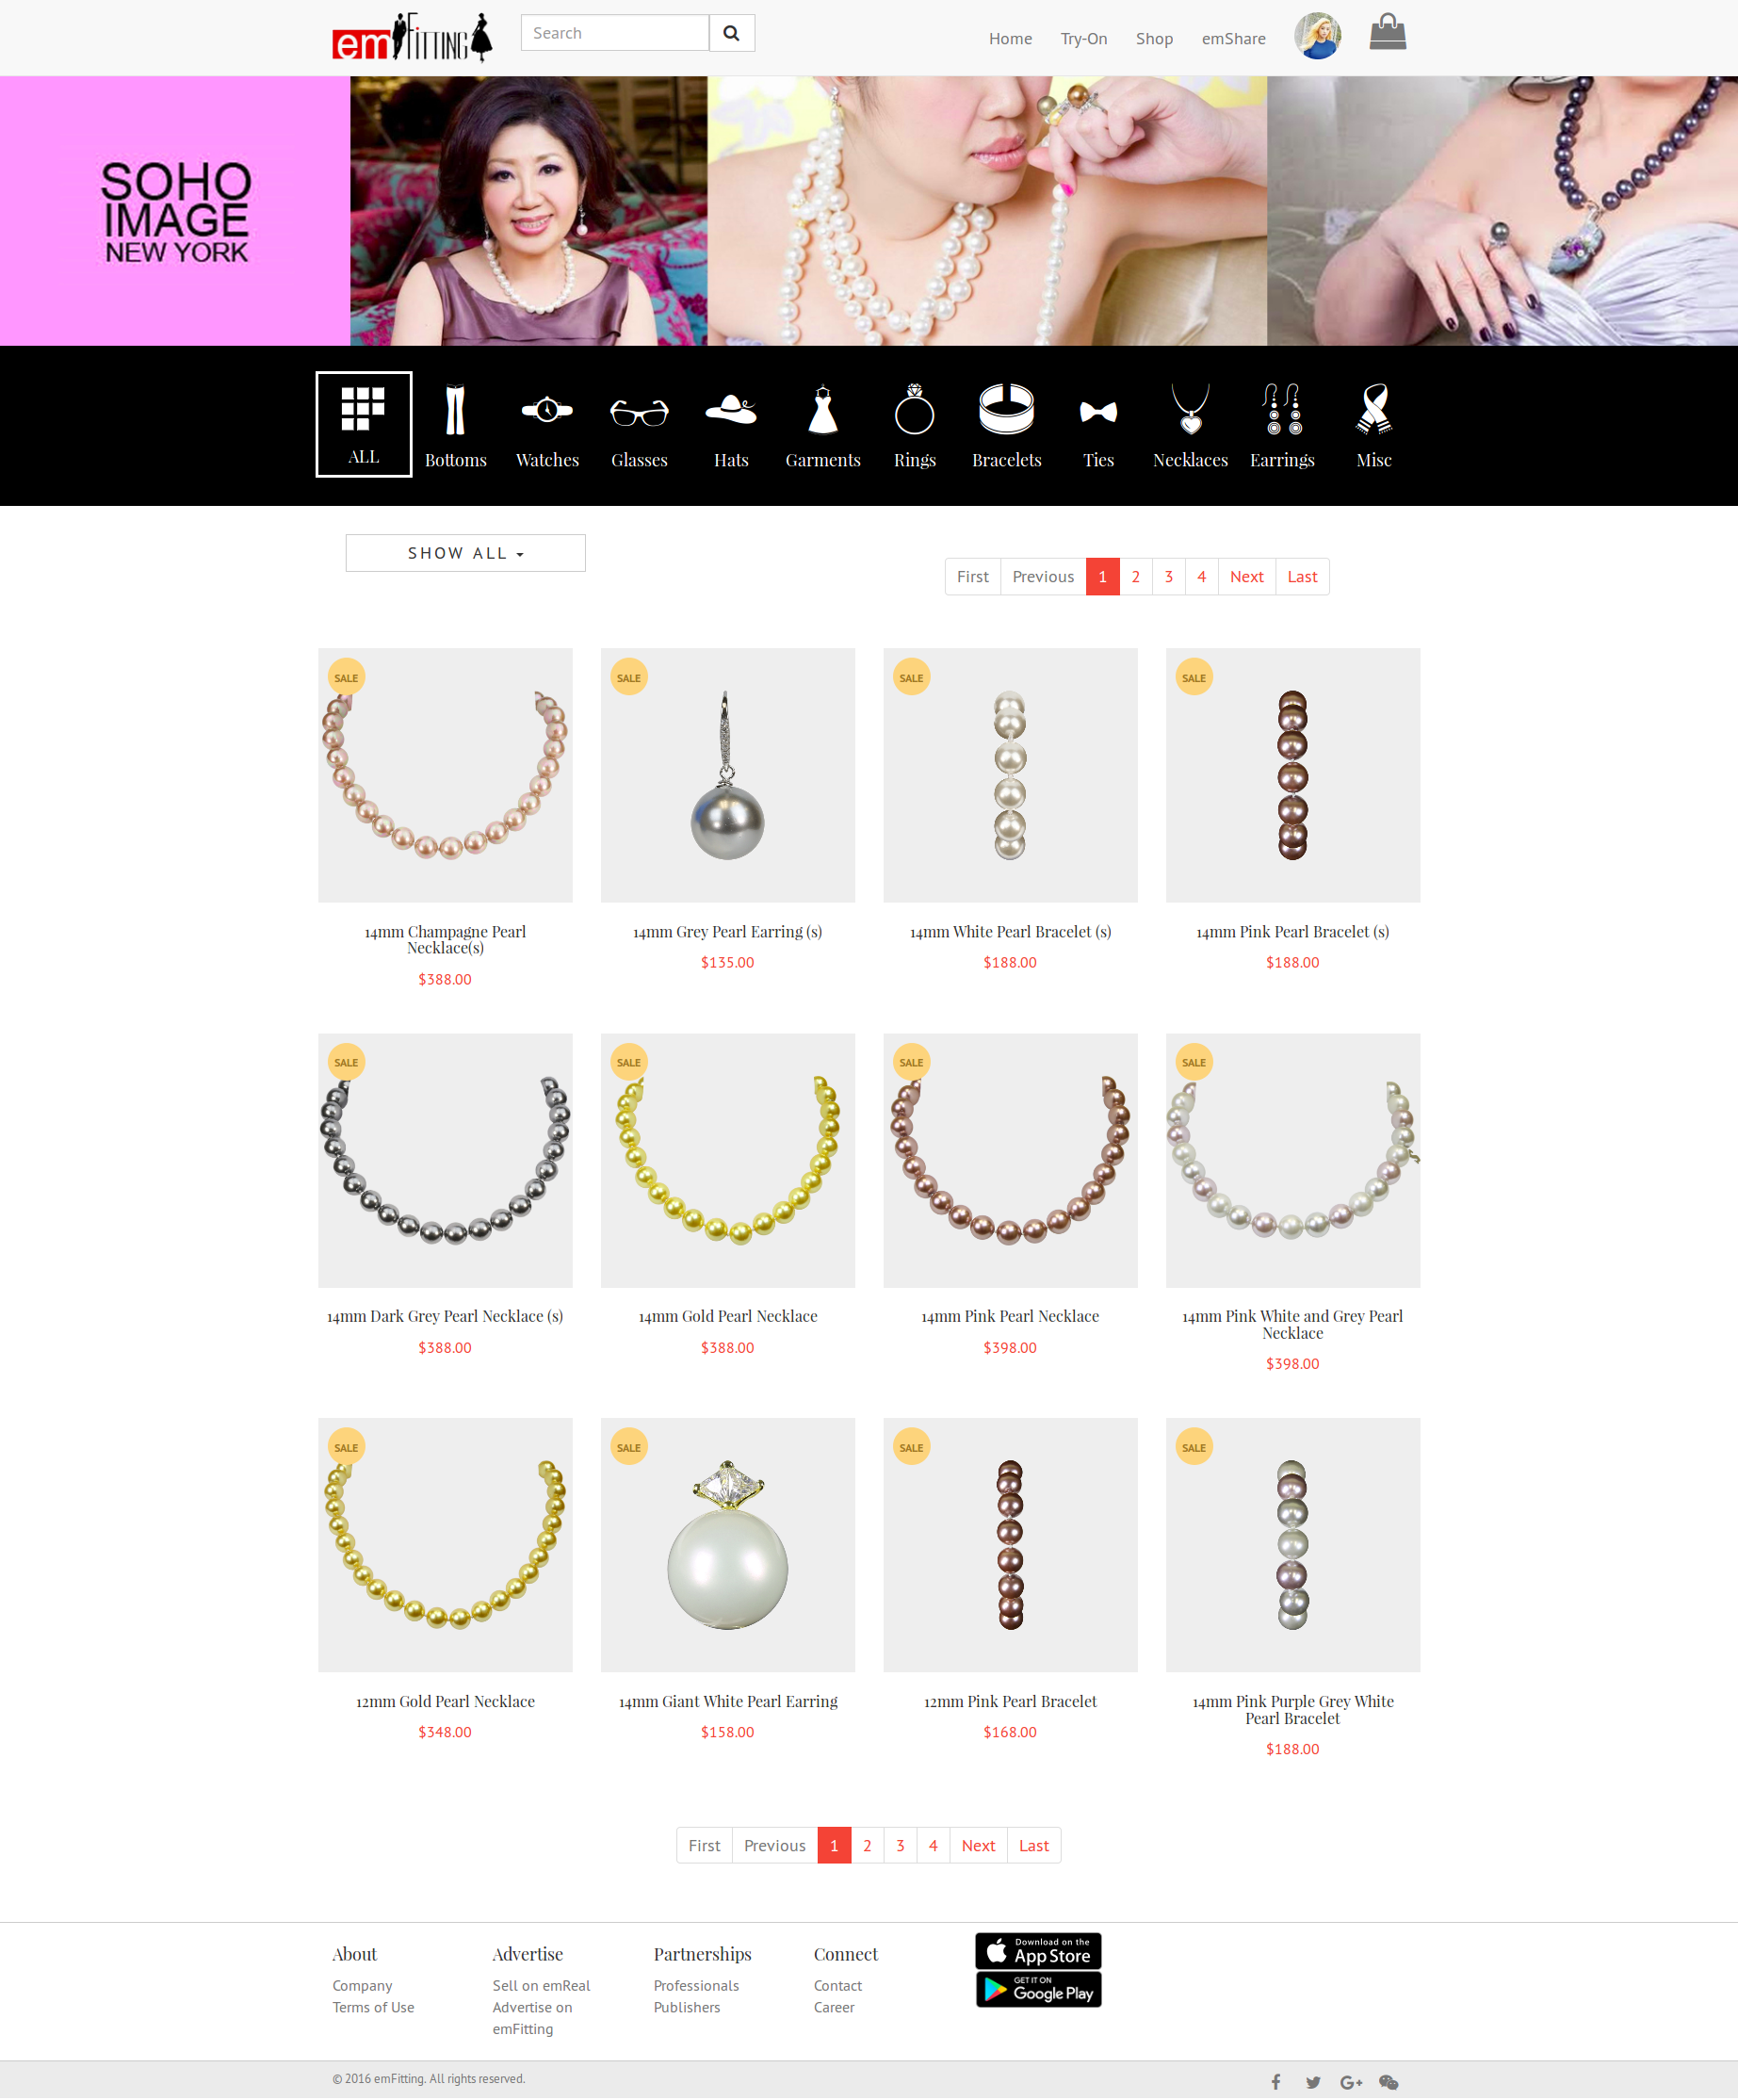 em Fitting
Search
Home Try-On Shop emShare
SOHO
IMAGE
NEW YORK
ALL Bottoms Watches Glasses Hats Garments Rings Bracelets Ties Necklaces Earrings Misc
SHOW ALL
First Previous 1 2 3 4 Next Last
SALE SALE SALE SALE
14mm Champagne Pearl
Necklace(s)
$388.00
14mm Grey Pearl Earring (s)
$135.00
14mm White Pearl Bracelet (s)
$188.00
14mm Pink Pearl Bracelet (s)
$188.00
SALE SALE SALE SALE
14mm Dark Grey Pearl Necklace (s)
$388.00
14mm Gold Pearl Necklace
$388.00
14mm Pink Pearl Necklace
$398.00
14mm Pink White and Grey Pearl
Necklace
$398.00
SALE SALE SALE SALE
12mm Gold Pearl Necklace
$348.00
14mm Giant White Pearl Earring
$158.00
12mm Pink Pearl Bracelet
$168.00
14mm Pink Purple Grey White
Pearl Bracelet
$188.00
First Previous 1 2 3 4 Next Last
About
Company
Terms of Use
Advertise
Sell on emReal
Advertise on
emFitting
Partnerships
Professionals
Publishers
Connect
Contact
Career
Download on the
App Store
GET IT ON
Google Play
© 2016 emFitting. All rights reserved.
G+